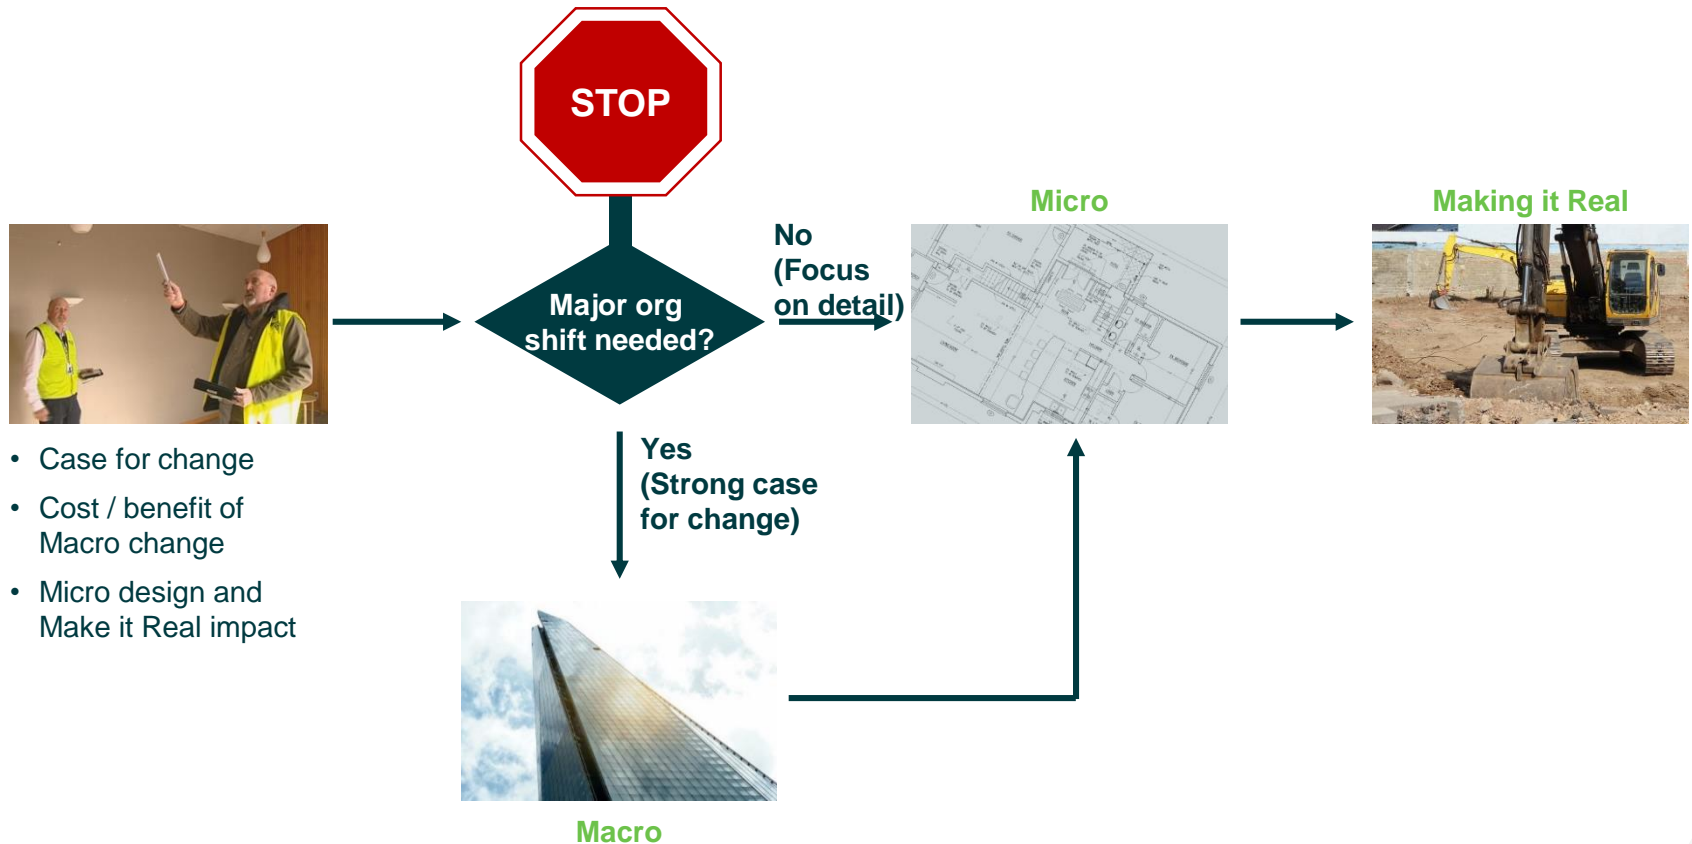 STOP
Major org
shift needed?
No
(Focus
on detail)
Yes
(Strong case
for change)
Micro
Making it Real
Macro
• Case for change
• Cost / benefit of
Macro change
• Micro design and
Make it Real impact